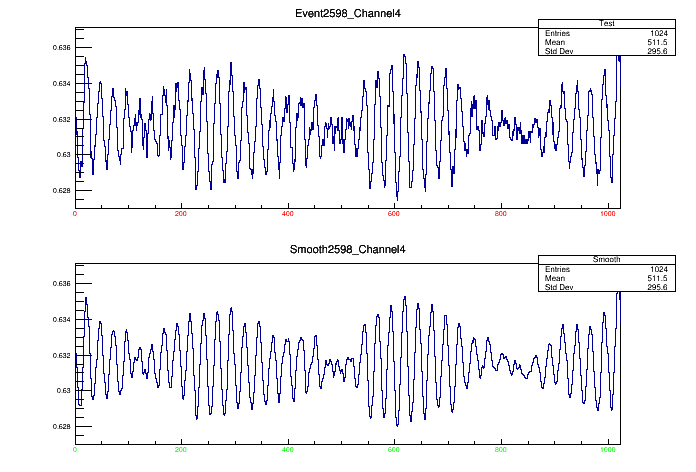 Event2598_Channel4
Test
Entries 1024
Mean 511.5
Std Dev 295.6
0.636
0.634
0.632
0.63
0.628
0 200 400 600 800 1000
Smooth2598_Channel4
Smooth
Entries 1024
Mean 511.5
Std Dev 295.6
0.636
0.634
0.632
0.63
0.628
0 200 400 600 800 1000